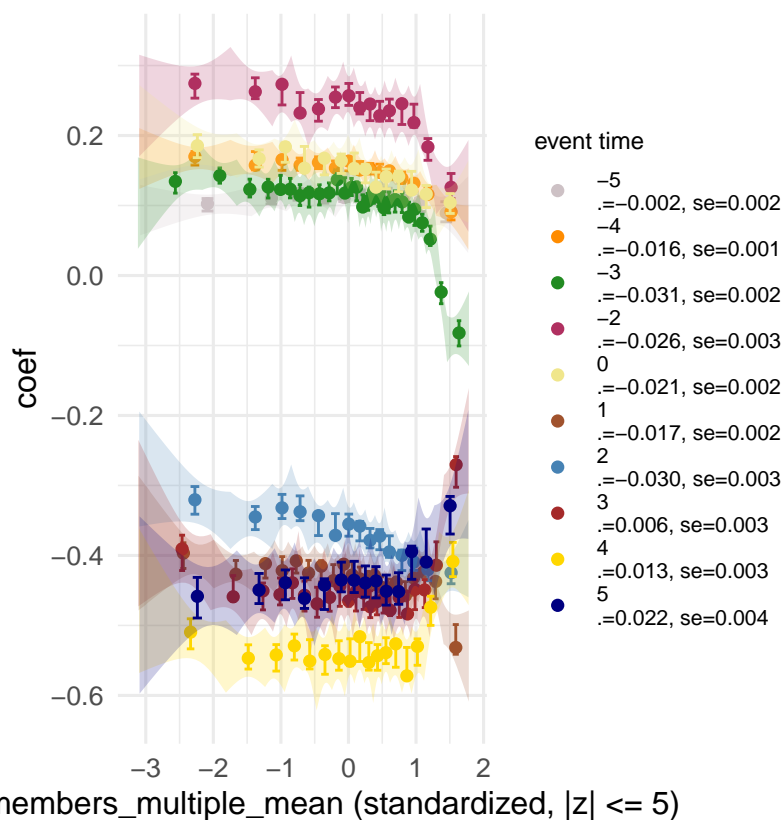 0.2
0.0
−0.2
−0.4
−0.6
coef
−3
−2
−1
0
1
2
members_multiple_mean (standardized, |z| <= 5)
event time
−5
.=−0.002, se=0.002
−4
.=−0.016, se=0.001
−3
.=−0.031, se=0.002
−2
.=−0.026, se=0.003
0
.=−0.021, se=0.002
1
.=−0.017, se=0.002
2
.=−0.030, se=0.003
3
.=0.006, se=0.003
4
.=0.013, se=0.003
5
.=0.022, se=0.004